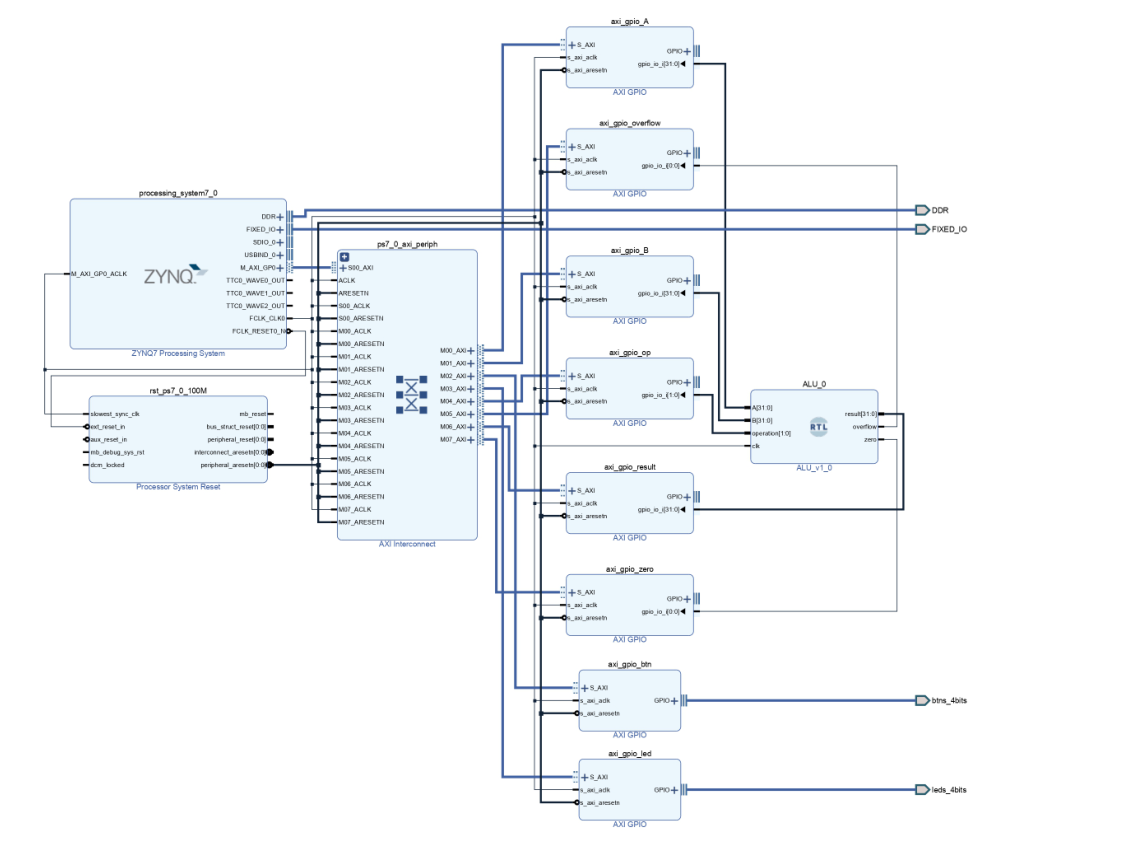 axi_gpio_A
S_AXI
s_axi_aclk
s_axi_aresetn
GPIO
gpio_io_i[31:0]
AXI GPIO
axi_gpio_overflow
S_AXI
s_axi_aclk
s_axi_aresetn
GPIO
gpio_io_i[0:0]
AXI GPIO
processing_system7_0
DDR
FIXED_IO
SDIO_0
USBIND_0
M_AXI_GP0
TTC0_WAVE0_OUT
TTC0_WAVE1_OUT
TTC0_WAVE2_OUT
FCLK_CLK0
FCLK_RESET0_N
M_AXI_GP0_ACLK
ZYNQ
ZYNQ7 Processing System
DDR
FIXED_IO
ps7_0_axi_periph
S00_AXI
ACLK
ARESETN
S00_ACLK
S00_ARESETN
M00_ACLK
M00_ARESETN
M01_ACLK
M01_ARESETN
M02_ACLK
M02_ARESETN
M03_ACLK
M03_ARESETN
M04_ACLK
M04_ARESETN
M05_ACLK
M05_ARESETN
M06_ACLK
M06_ARESETN
M07_ACLK
M07_ARESETN
M00_AXI
M01_AXI
M02_AXI
M03_AXI
M04_AXI
M05_AXI
M06_AXI
M07_AXI
AXI Interconnect
axi_gpio_B
S_AXI
s_axi_aclk
s_axi_aresetn
GPIO
gpio_io_i[31:0]
AXI GPIO
axi_gpio_op
S_AXI
s_axi_aclk
s_axi_aresetn
GPIO
gpio_io_i[1:0]
AXI GPIO
rst_ps7_0_100M
slowest_sync_clk
ext_reset_in
aux_reset_in
mb_debug_sys_rst
dcm_locked
mb_reset
bus_struct_reset[0:0]
peripheral_reset[0:0]
interconnect_aresetn[0:0]
peripheral_aresetn[0:0]
Processor System Reset
ALU_0
A[31:0]
B[31:0]
operation[1:0]
clk
RTL
result[31:0]
overflow
zero
ALU_v1_0
axi_gpio_result
S_AXI
s_axi_aclk
s_axi_aresetn
GPIO
gpio_io_i[31:0]
AXI GPIO
axi_gpio_zero
S_AXI
s_axi_aclk
s_axi_aresetn
GPIO
gpio_io_i[0:0]
AXI GPIO
axi_gpio_btn
S_AXI
s_axi_aclk
s_axi_aresetn
GPIO
AXI GPIO
btns_4bits
axi_gpio_led
S_AXI
s_axi_aclk
s_axi_aresetn
GPIO
AXI GPIO
leds_4bits